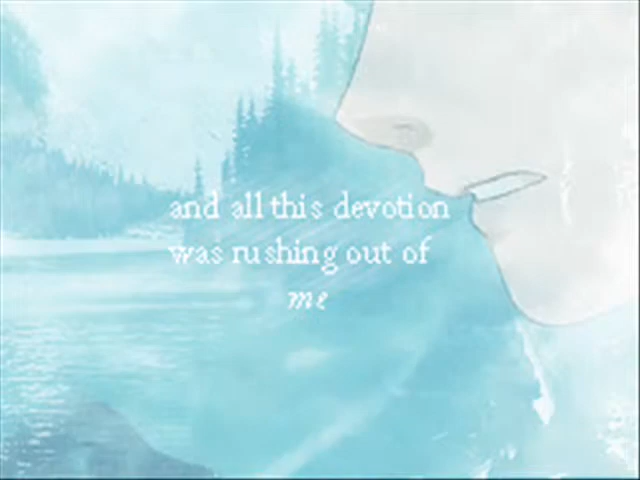 and all this devotion
was rushing out of
me